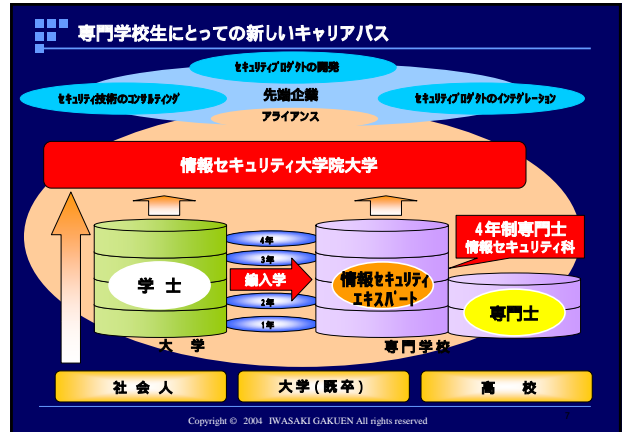 専門学校生にとっての新しいキャリアパス
セキュリティプロダクトの開発
セキュリティ技術のコンサルティング
先端企業
セキュリティプロダクトのインテグレーション
アライアンス
情報セキュリティ大学院大学
4年制専門士
情報セキュリティ科
4年
3年
学士
編入学
情報セキュリティ
エキスパート
2年
専門士
1年
大 学
専門学校
社会人
大学(既卒)
高 校
Copyright © 2004 IWASAKI GAKUEN All rights reserved